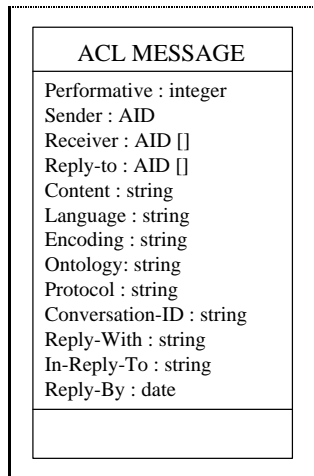 ACL MESSAGE
Performative : integer
Sender : AID
Receiver : AID []
Reply-to : AID []
Content : string
Language : string
Encoding : string
Ontology: string
Protocol : string
Conversation-ID : string
Reply-With : string
In-Reply-To : string
Reply-By : date